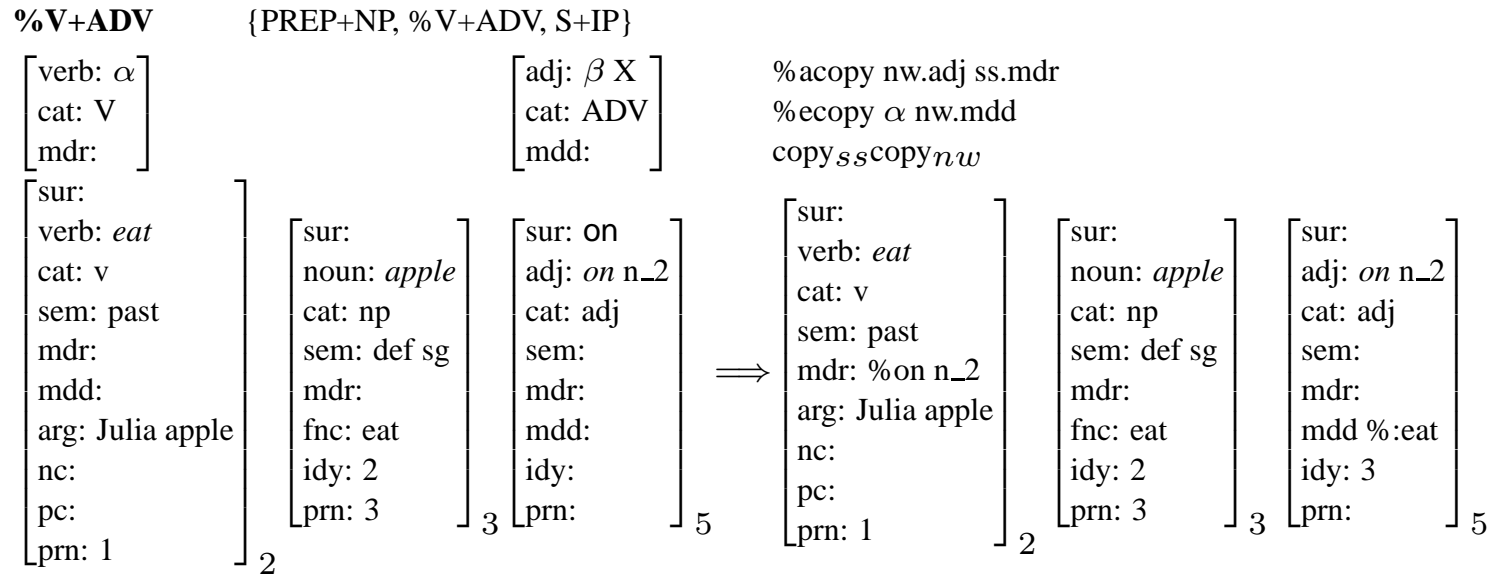 %V+ADV {PREP+NP, %V+ADV, S+IP}
verb: α
cat: V
mdr:
adj: β X
cat: ADV
mdd:
%acopy nw.adj ss.mdr
%ecopy α nw.mdd
copy_ss copy_nw
sur:
verb: eat
cat: v
sem: past
mdr:
mdd:
arg: Julia apple
nc:
pc:
prn: 1
2
sur:
noun: apple
cat: np
sem: def sg
mdr:
fnc: eat
idy: 2
prn: 3
3
sur: on
adj: on n_2
cat: adj
sem:
mdr:
mdd:
idy:
prn:
5
⟹
sur:
verb: eat
cat: v
sem: past
mdr: %on n_2
arg: Julia apple
nc:
pc:
prn: 1
2
sur:
noun: apple
cat: np
sem: def sg
mdr:
fnc: eat
idy: 2
prn: 3
3
sur:
adj: on n_2
cat: adj
sem:
mdr:
mdd %:eat
idy: 3
prn:
5